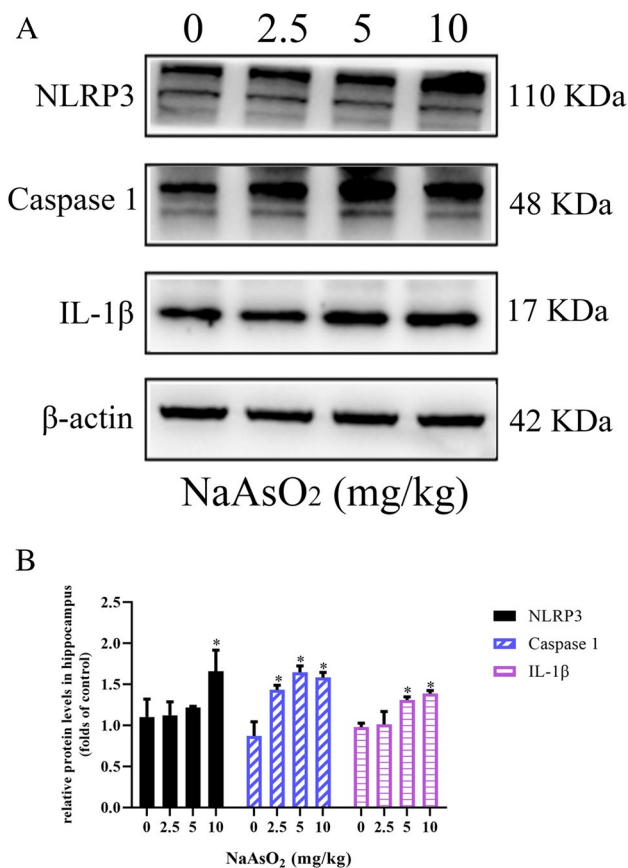 A
0 2.5 5 10
NLRP3 110 KDa
Caspase 1 48 KDa
IL-1β 17 KDa
β-actin 42 KDa
NaAsO₂ (mg/kg)
B
relative protein levels in hippocampus
(folds of control)
2.5
2.0
1.5
1.0
0.5
0.0
* * * * * *
0 2.5 5 10 0 2.5 5 10 0 2.5 5 10
NaAsO₂ (mg/kg)
NLRP3
Caspase 1
IL-1β